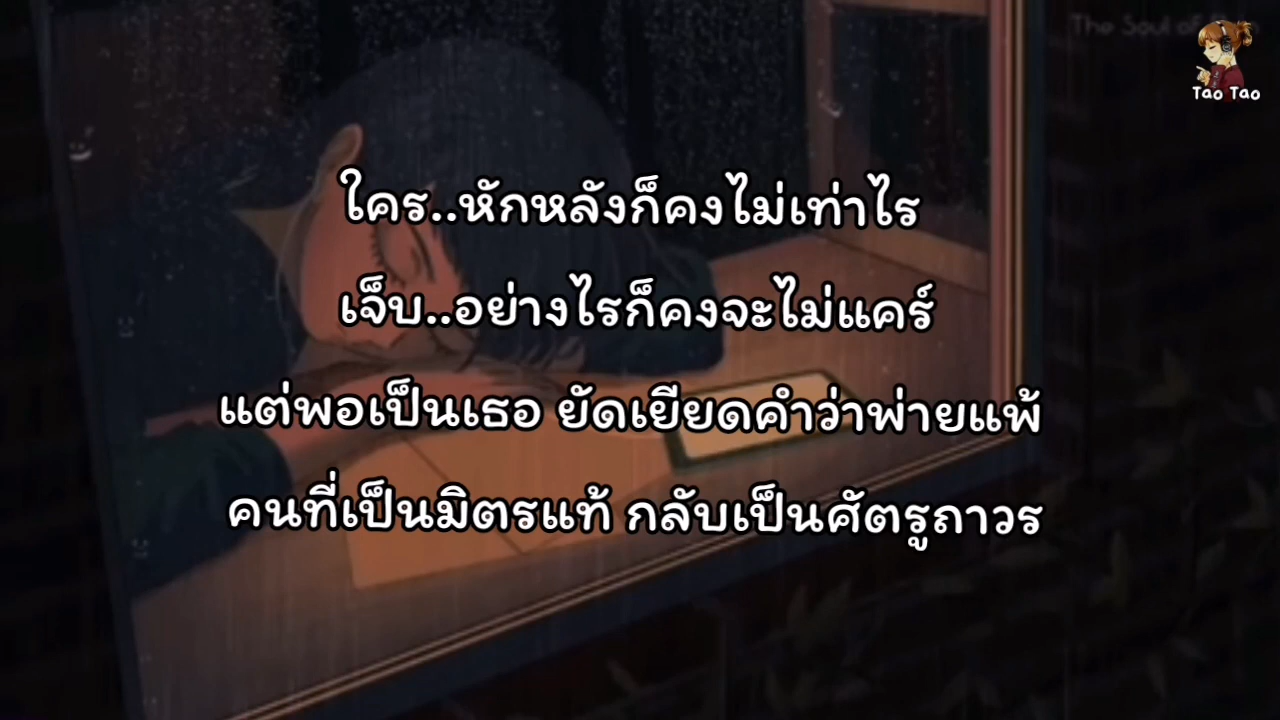 The Soul of
Tao Tao
ใคร..หักหลังก็คงไม่เท่าไร
เจ็บ..อย่างไรก็คงจะไม่แคร์
แต่พอเป็นเธอ ยัดเยียดคำว่าพ่ายแพ้
คนที่เป็นมิตรแท้ กลับเป็นศัตรูถาวร